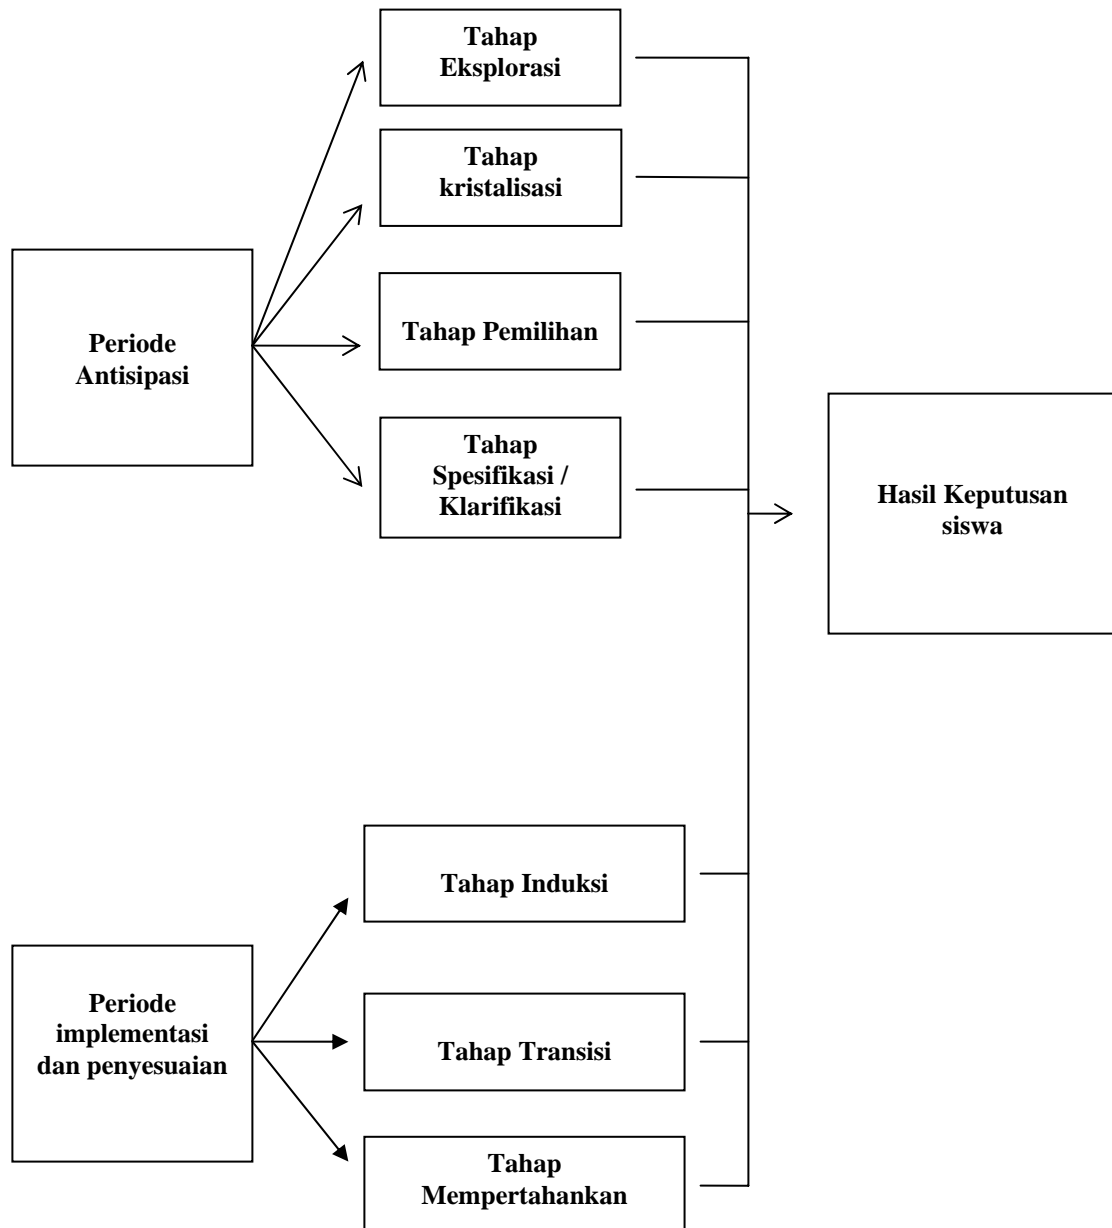 Tahap
Eksplorasi
Tahap
kristalisasi
Periode
Antisipasi
Tahap Pemilihan
Tahap
Spesifikasi /
Klarifikasi
Hasil Keputusan
siswa
Periode
implementasi
dan penyesuaian
Tahap Induksi
Tahap Transisi
Tahap
Mempertahankan